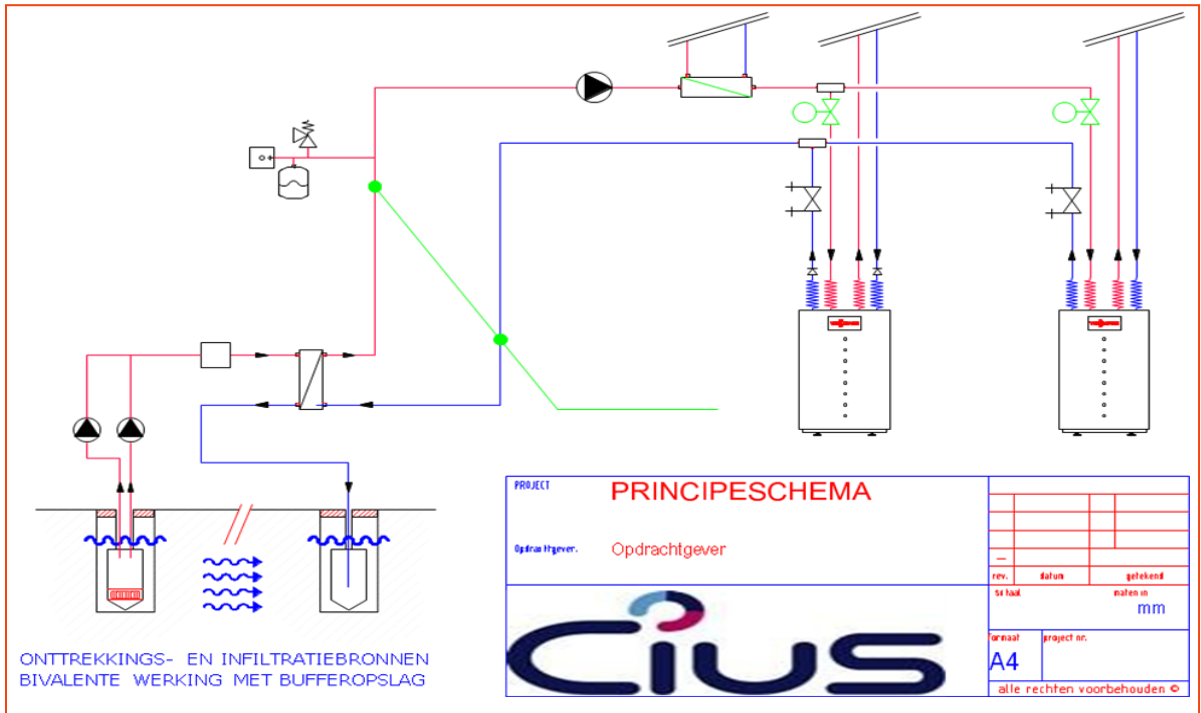 PROJECT
PRINCIPESCHEMA
Opdrachtgever.
Opdrachtgever
rev. datum getekend
schaal
maten in
mm
formaat
project nr.
A4
cius
alle rechten voorbehouden ©
ONTTREKKINGS- EN INFILTRATIEBRONNEN
BIVALENTE WERKING MET BUFFEROPSLAG